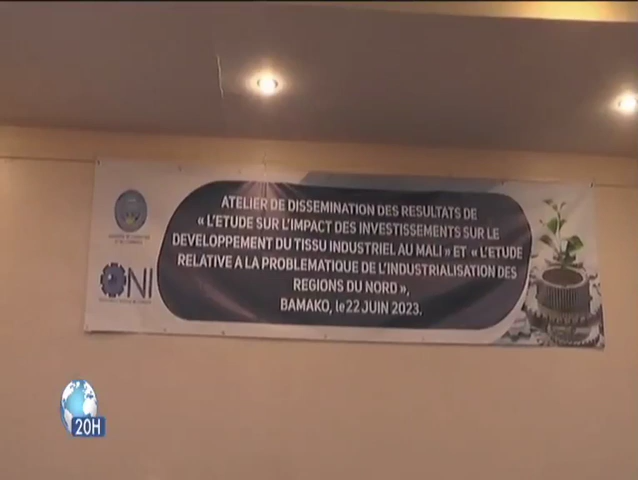 ATELIER DE DISSEMINATION DES RESULTATS DE
« L'ETUDE SUR L'IMPACT DES INVESTISSEMENTS SUR LE
DEVELOPPEMENT DU TISSU INDUSTRIEL AU MALI » ET « L'ETUDE
RELATIVE A LA PROBLEMATIQUE DE L'INDUSTRIALISATION DES
REGIONS DU NORD »,
BAMAKO, le 22 JUIN 2023.
ONI
20H